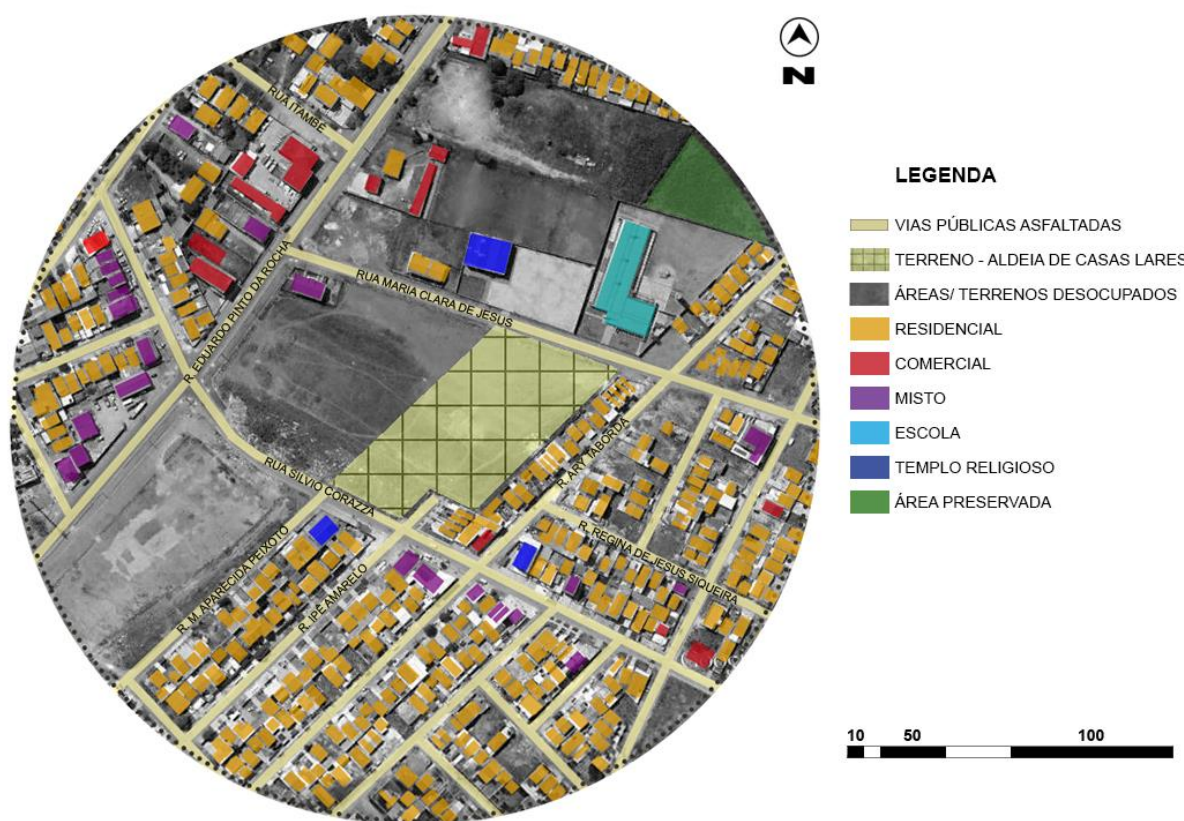 N
RUA ITAMBÉ
R. EDUARDO PINTO DA ROCHA
RUA MARIA CLARA DE JESUS
RUA SILVIO CORAZZA
R. ARY TABORDA
R. REGINA DE JESUS SIQUEIRA
R. M. APARECIDA PEIXOTO
R. IPÊ AMARELO
LEGENDA
VIAS PÚBLICAS ASFALTADAS
TERRENO - ALDEIA DE CASAS LARES
ÁREAS/ TERRENOS DESOCUPADOS
RESIDENCIAL
COMERCIAL
MISTO
ESCOLA
TEMPLO RELIGIOSO
ÁREA PRESERVADA
10 50 100